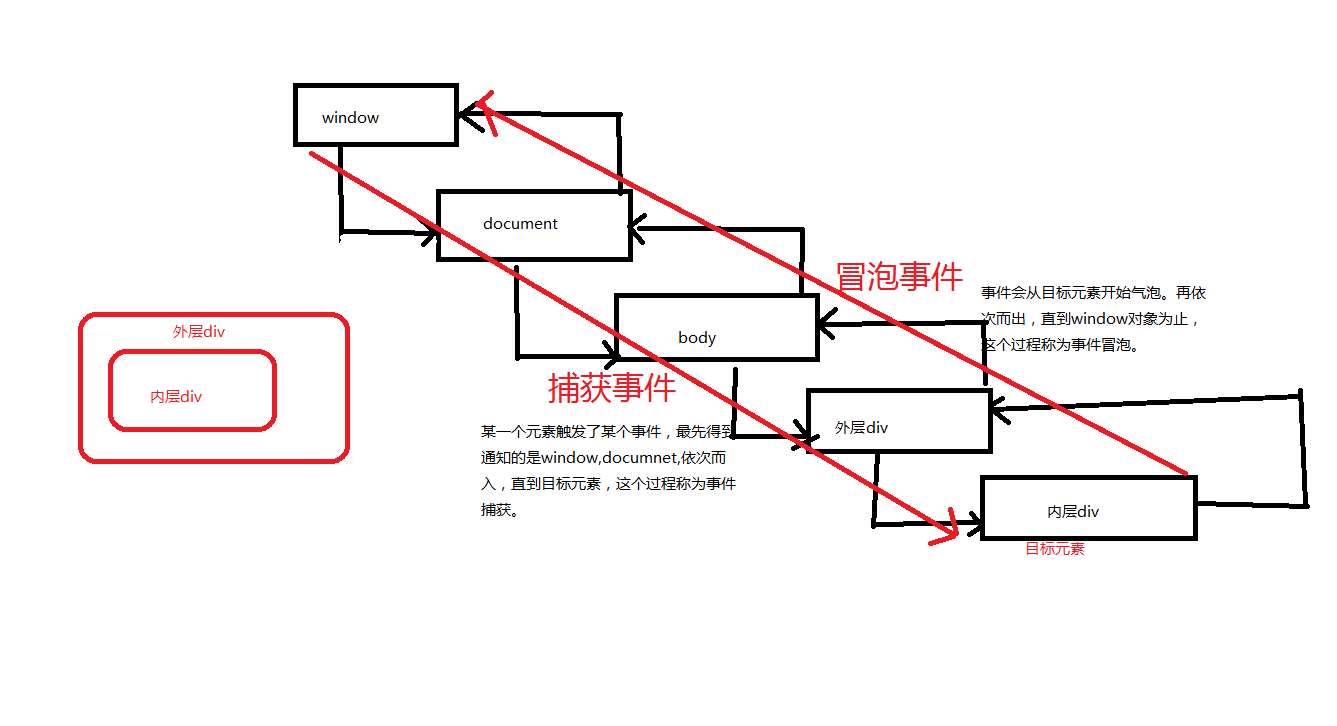 window
document
冒泡事件
事件会从目标元素开始气泡。再依
次而出，直到window对象为止，
这个过程称为事件冒泡。
外层div
body
捕获事件
内层div
外层div
某一个元素触发了某个事件，最先得到
通知的是window,documnet,依次而
入，直到目标元素，这个过程称为事件
捕获。
内层div
目标元素